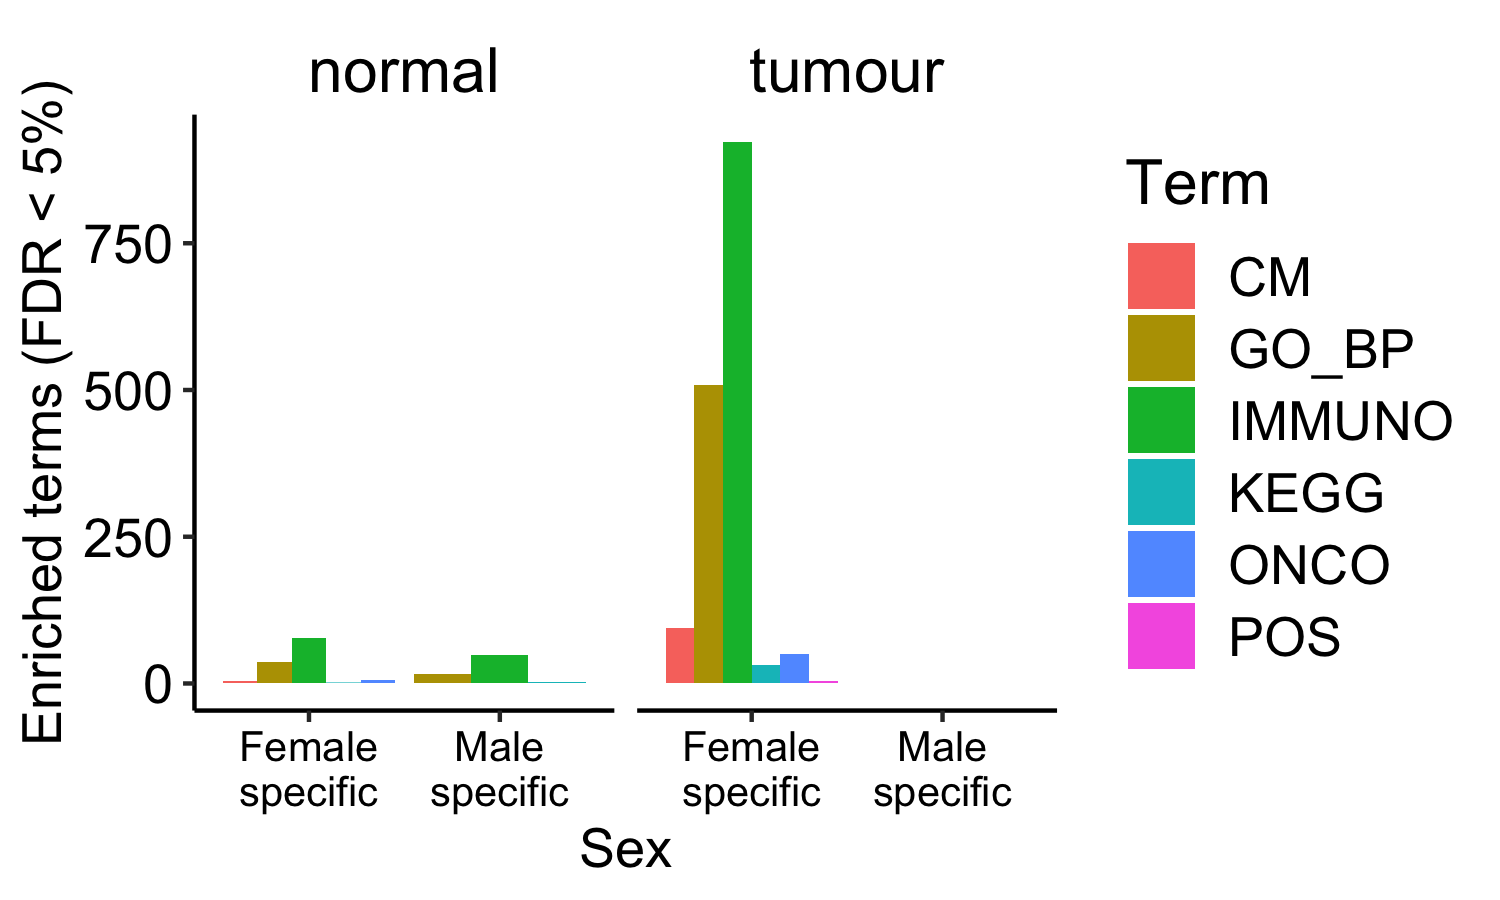 normal
tumour
Enriched terms (FDR < 5%)
750
500
250
0
Female
specific
Male
specific
Female
specific
Male
specific
Sex
Term
CM
GO_BP
IMMUNO
KEGG
ONCO
POS